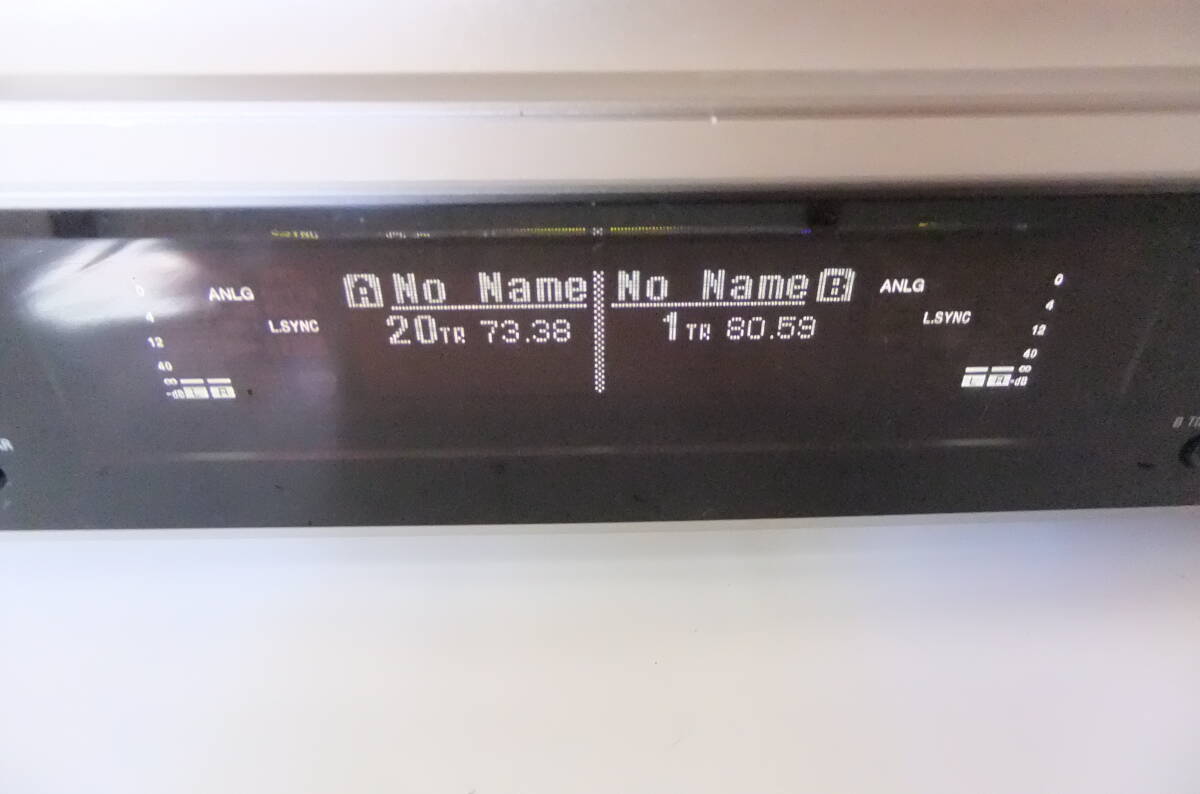 0
ANLG
A No Name
No Name B
ANLG
0
4
L.SYNC
20TR 73.38
1TR 80.59
L.SYNC
4
12
12
40
40
∞
∞
-dB L R
L R -dB